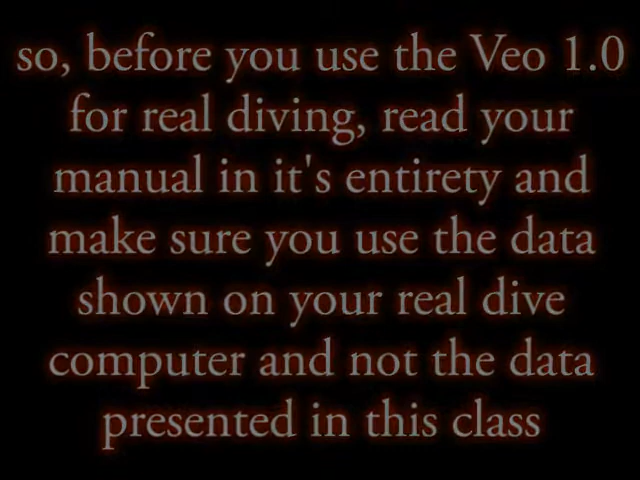 so, before you use the Veo 1.0
for real diving, read your
manual in it's entirety and
make sure you use the data
shown on your real dive
computer and not the data
presented in this class